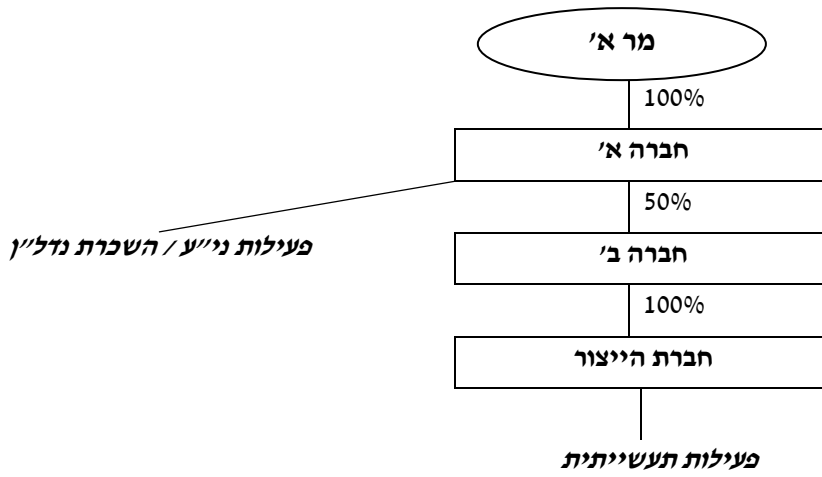 מר א'
100%
חברה א'
50%
פעילות ני״ע / השכרת נדל״ן
חברה ב'
100%
חברת הייצור
פעילות תעשייתית